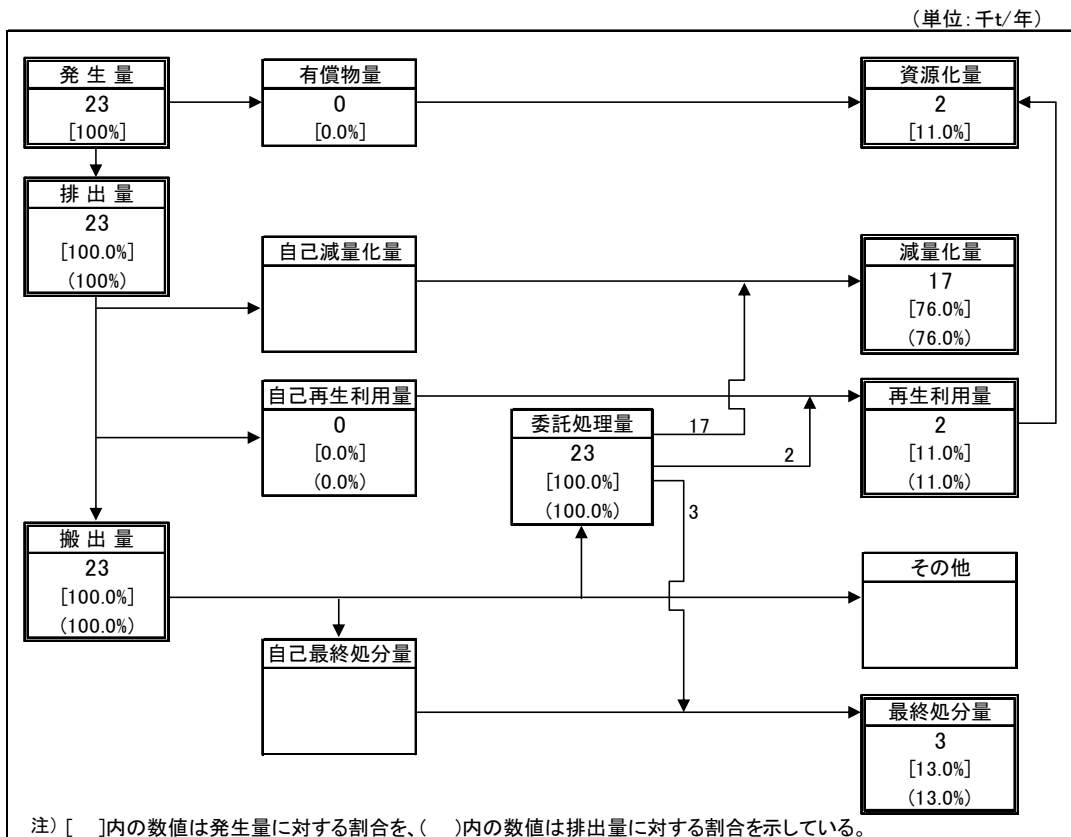 （単位：千t/年）
発 生 量
23
[100%]
有償物量
0
[0.0%]
資源化量
2
[11.0%]
排 出 量
23
[100.0%]
(100%)
自己減量化量
減量化量
17
[76.0%]
(76.0%)
自己再生利用量
0
[0.0%]
(0.0%)
委託処理量
23
[100.0%]
(100.0%)
17
2
3
再生利用量
2
[11.0%]
(11.0%)
搬 出 量
23
[100.0%]
(100.0%)
その他
自己最終処分量
最終処分量
3
[13.0%]
(13.0%)
注）[　]内の数値は発生量に対する割合を、(　)内の数値は排出量に対する割合を示している。